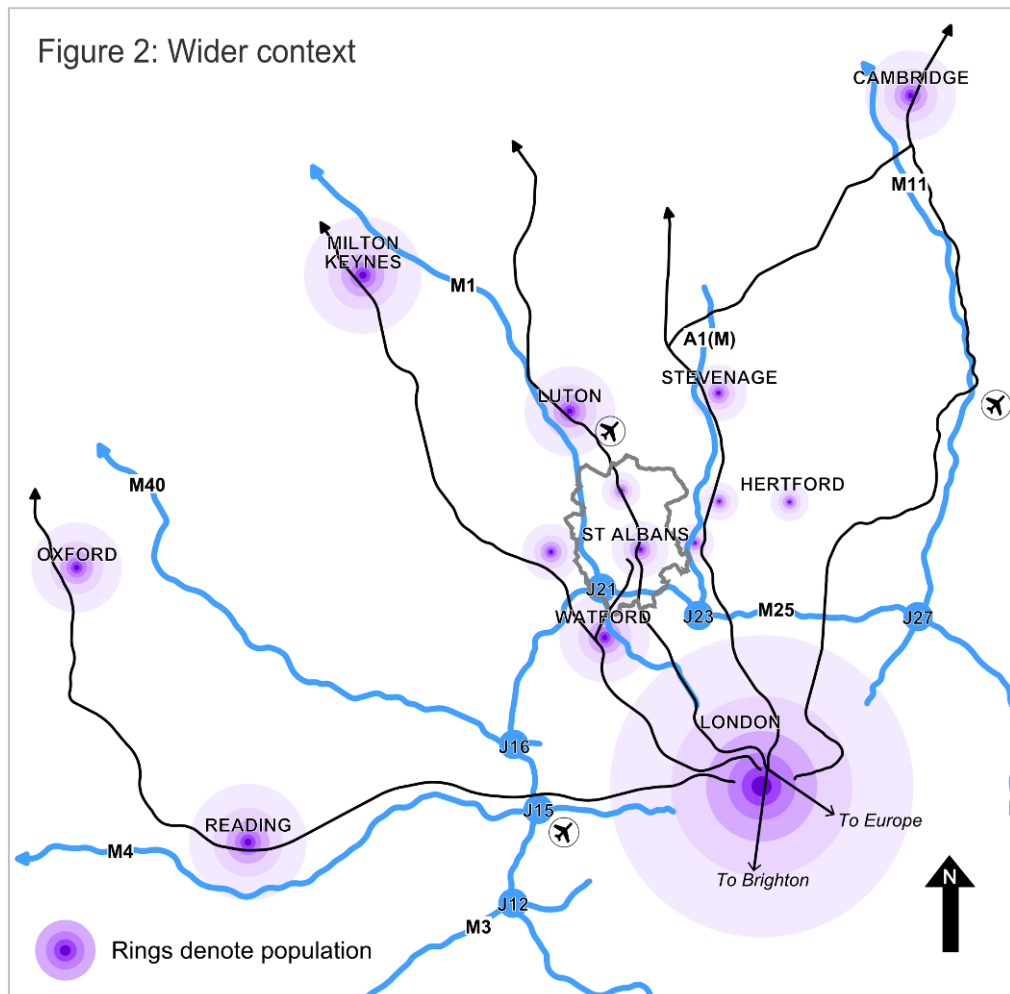 Figure 2: Wider context
CAMBRIDGE
M11
MILTON
KEYNES
M1
A1(M)
STEVENAGE
LUTON
M40
HERTFORD
ST ALBANS
OXFORD
J21
WATFORD
J23
M25
J27
LONDON
J16
J15
READING
To Europe
M4
To Brighton
N
J12
M3
Rings denote population